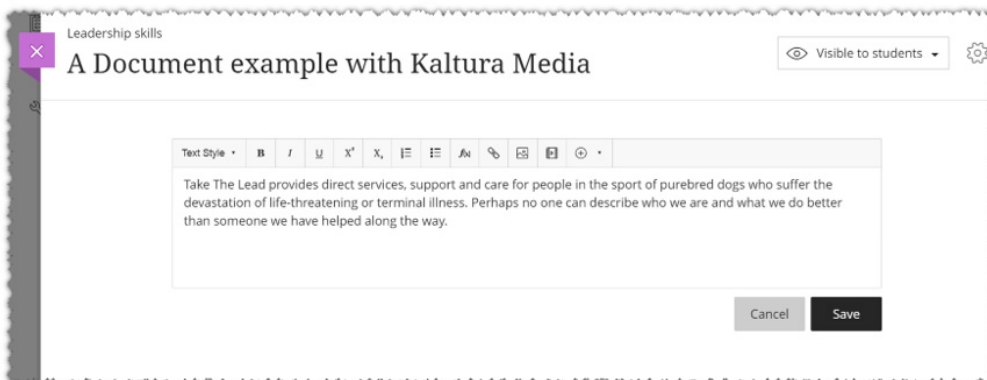 Leadership skills
A Document example with Kaltura Media
Visible to students
Text Style B I U X² X₂ f(x)
Take The Lead provides direct services, support and care for people in the sport of purebred dogs who suffer the
devastation of life-threatening or terminal illness. Perhaps no one can describe who we are and what we do better
than someone we have helped along the way.
Cancel Save